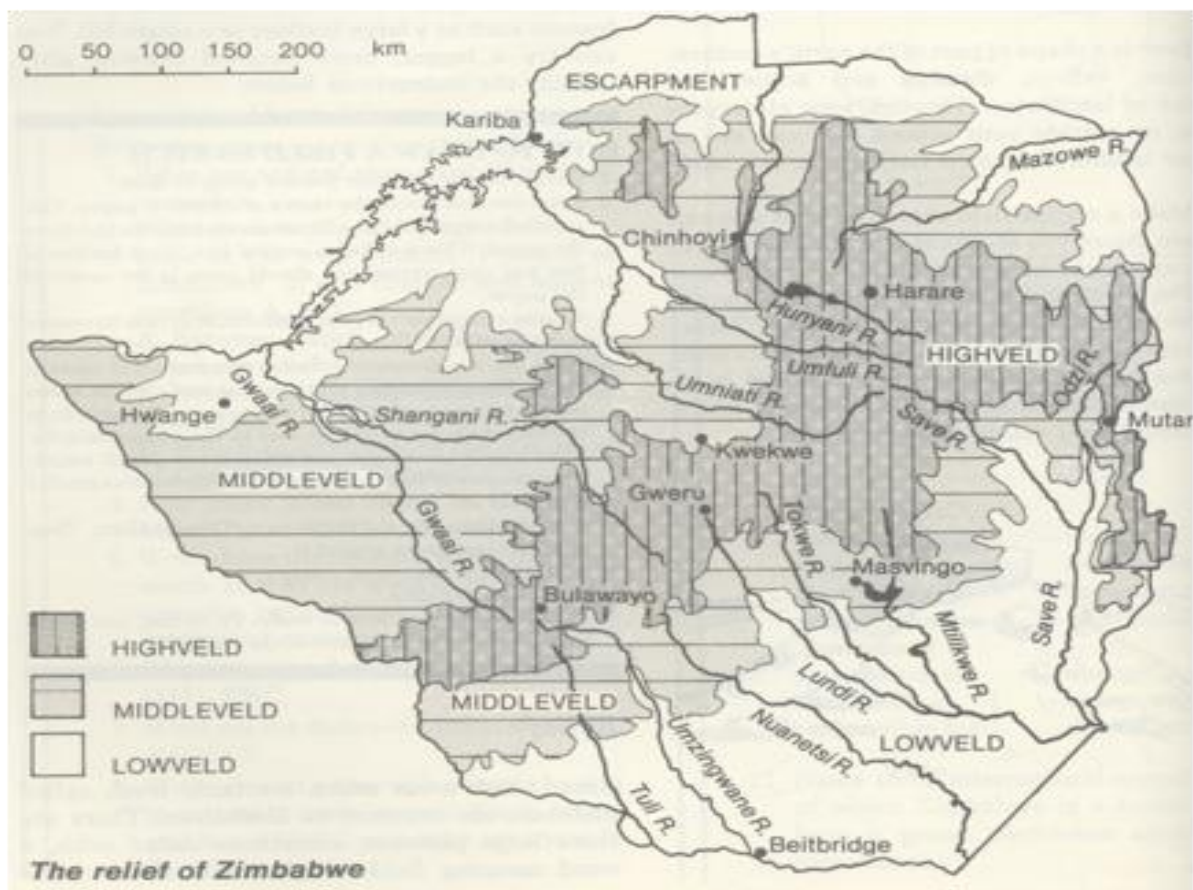 0 50 100 150 200 km
ESCARPMENT
Kariba
Mazowe R.
Chinhoyi
Harare
Hunyani R.
HIGHVELD
Umfuli R.
Odzi R.
Umniati R.
Save R.
Mutar
Hwange
Gwaai R.
Shangani R.
Kwekwe
MIDDLEVELD
Gweru
Tokwe R.
Gwaai R.
Masvingo
Bulawayo
Save R.
HIGHVELD
Mtilikwe R.
Lundi R.
MIDDLEVELD
MIDDLEVELD
Nuanetsi R.
LOWVELD
LOWVELD
Umzingwane R.
Tuli R.
Beitbridge
The relief of Zimbabwe